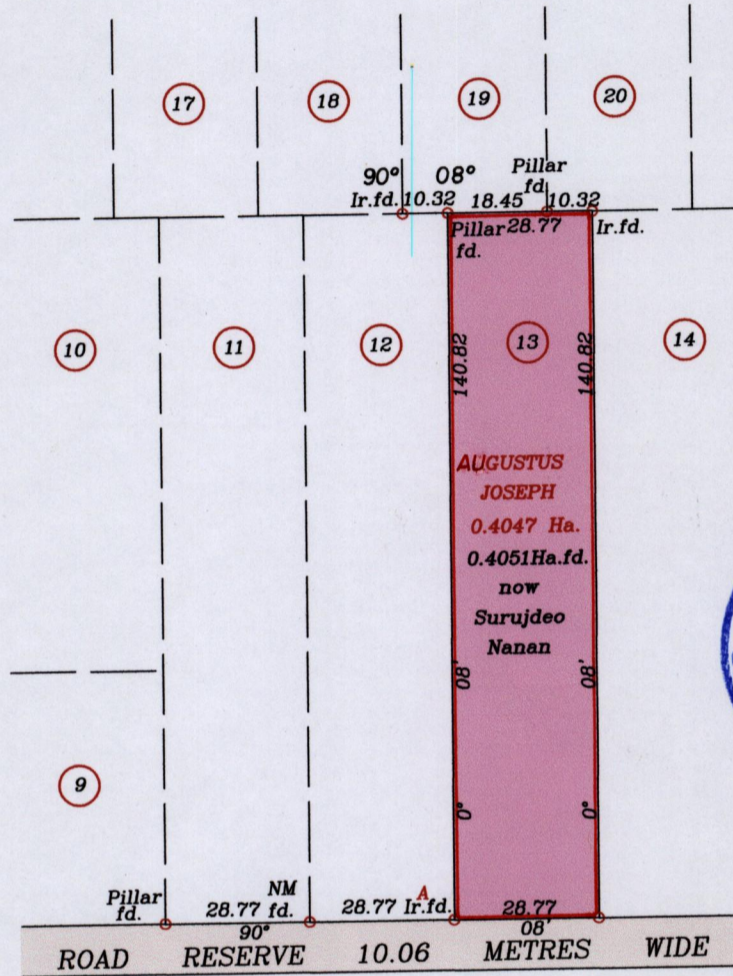 17 18 19 20
90° 08°
Pillar
fd.
Ir.fd. 10.32 18.45 10.32
Pillar 28.77 Ir.fd.
fd.
10 11 12 13 14
140.82 140.82
AUGUSTUS
JOSEPH
0.4047 Ha.
0.4051Ha.fd.
now
Surujdeo
Nanan
08' 08'
9
0° 0°
Pillar
fd.
28.77
NM
fd.
28.77 Ir.fd.
A
28.77
90° 08'
ROAD RESERVE 10.06 METRES WIDE